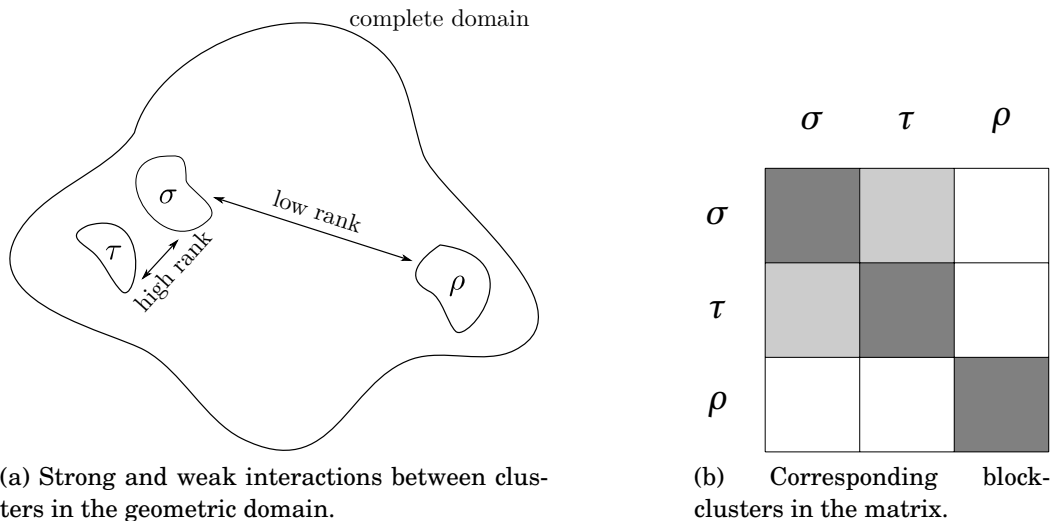 complete domain
σ
low rank
τ
high rank
ρ
(a) Strong and weak interactions between clus-
ters in the geometric domain.
σ τ ρ
σ
τ
ρ
(b) Corresponding block-
clusters in the matrix.